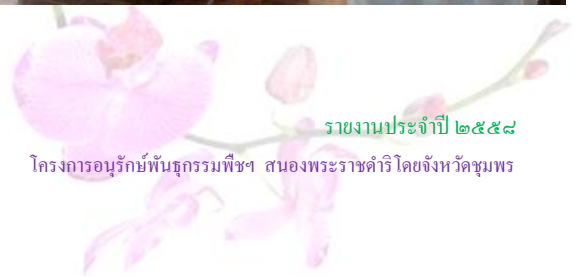 รายงานประจำปี ๒๕๕๘
โครงการอนุรักษ์พันธุกรรมพืชฯ สนองพระราชดำริโดยจังหวัดชุมพร